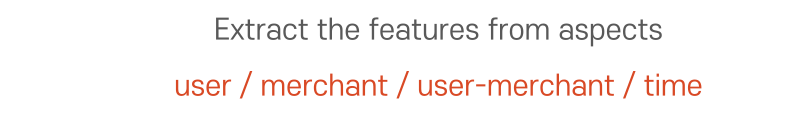 Extract the features from aspects
user / merchant / user-merchant / time